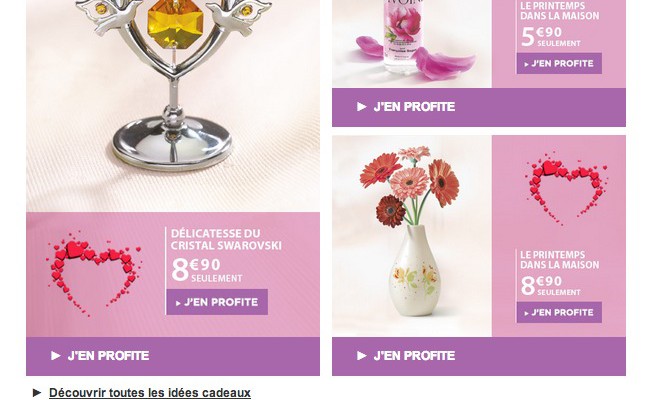 DÉLICATESSE DU
CRISTAL SWAROVSKI
8€90
SEULEMENT
J'EN PROFITE
J'EN PROFITE
LE PRINTEMPS
DANS LA MAISON
5€90
SEULEMENT
J'EN PROFITE
J'EN PROFITE
LE PRINTEMPS
DANS LA MAISON
8€90
SEULEMENT
J'EN PROFITE
J'EN PROFITE
Découvrir toutes les idées cadeaux